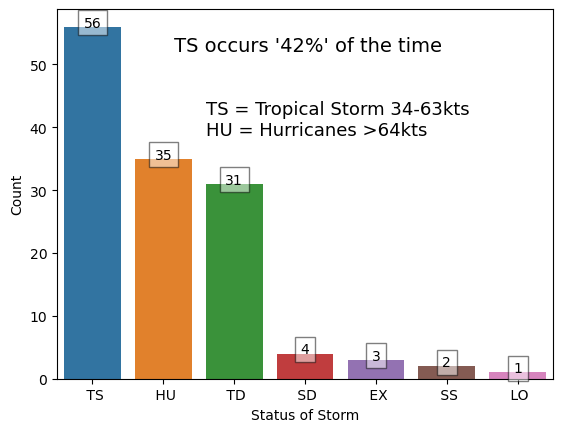 TS occurs '42%' of the time
TS = Tropical Storm 34-63kts
HU = Hurricanes >64kts
56
35
31
4
3
2
1
Count
50
40
30
20
10
0
TS HU TD SD EX SS LO
Status of Storm